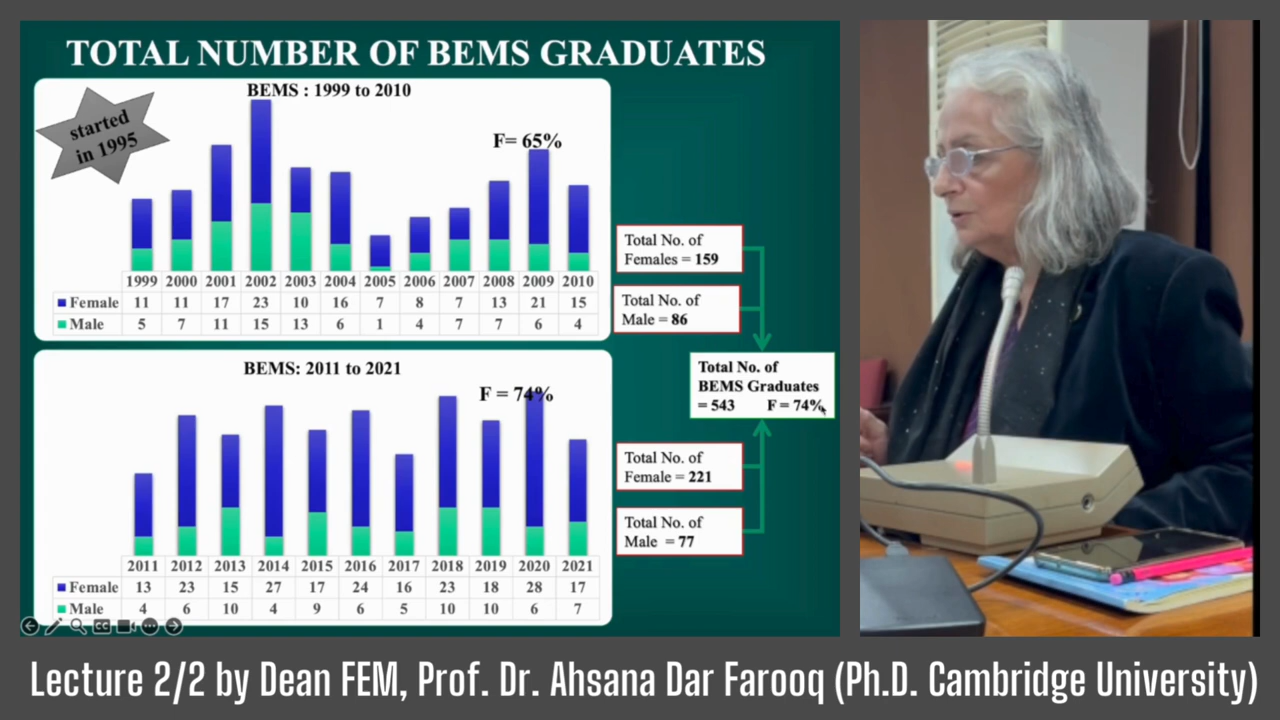 TOTAL NUMBER OF BEMS GRADUATES
started
in 1995
BEMS : 1999 to 2010
F= 65%
1999 2000 2001 2002 2003 2004 2005 2006 2007 2008 2009 2010
Female 11 11 17 23 10 16 7 8 7 13 21 15
Male 5 7 11 15 13 6 1 4 7 7 6 4
Total No. of
Females = 159
Total No. of
Male = 86
Total No. of
BEMS Graduates
= 543 F = 74%
BEMS: 2011 to 2021
F = 74%
2011 2012 2013 2014 2015 2016 2017 2018 2019 2020 2021
Female 13 23 15 27 17 24 16 23 18 28 17
Male 4 6 10 4 9 6 5 10 10 6 7
Total No. of
Female = 221
Total No. of
Male = 77
CC
Lecture 2/2 by Dean FEM, Prof. Dr. Ahsana Dar Farooq (Ph.D. Cambridge University)